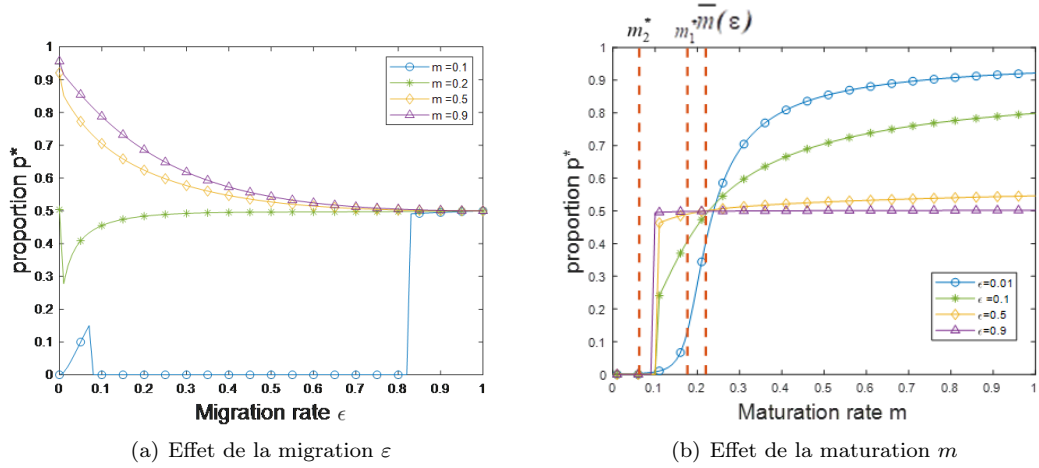 m =0.1
m =0.2
m =0.5
m =0.9
1
0.9
0.8
0.7
0.6
0.5
0.4
0.3
0.2
0.1
0
proportion p*
0 0.1 0.2 0.3 0.4 0.5 0.6 0.7 0.8 0.9 1
Migration rate ϵ
(a) Effet de la migration ε
m₂* m₁* m̅(ε)
1
0.9
0.8
0.7
0.6
0.5
0.4
0.3
0.2
0.1
0
proportion p*
ϵ=0.01
ϵ =0.1
ϵ=0.5
ϵ=0.9
0 0.1 0.2 0.3 0.4 0.5 0.6 0.7 0.8 0.9 1
Maturation rate m
(b) Effet de la maturation m